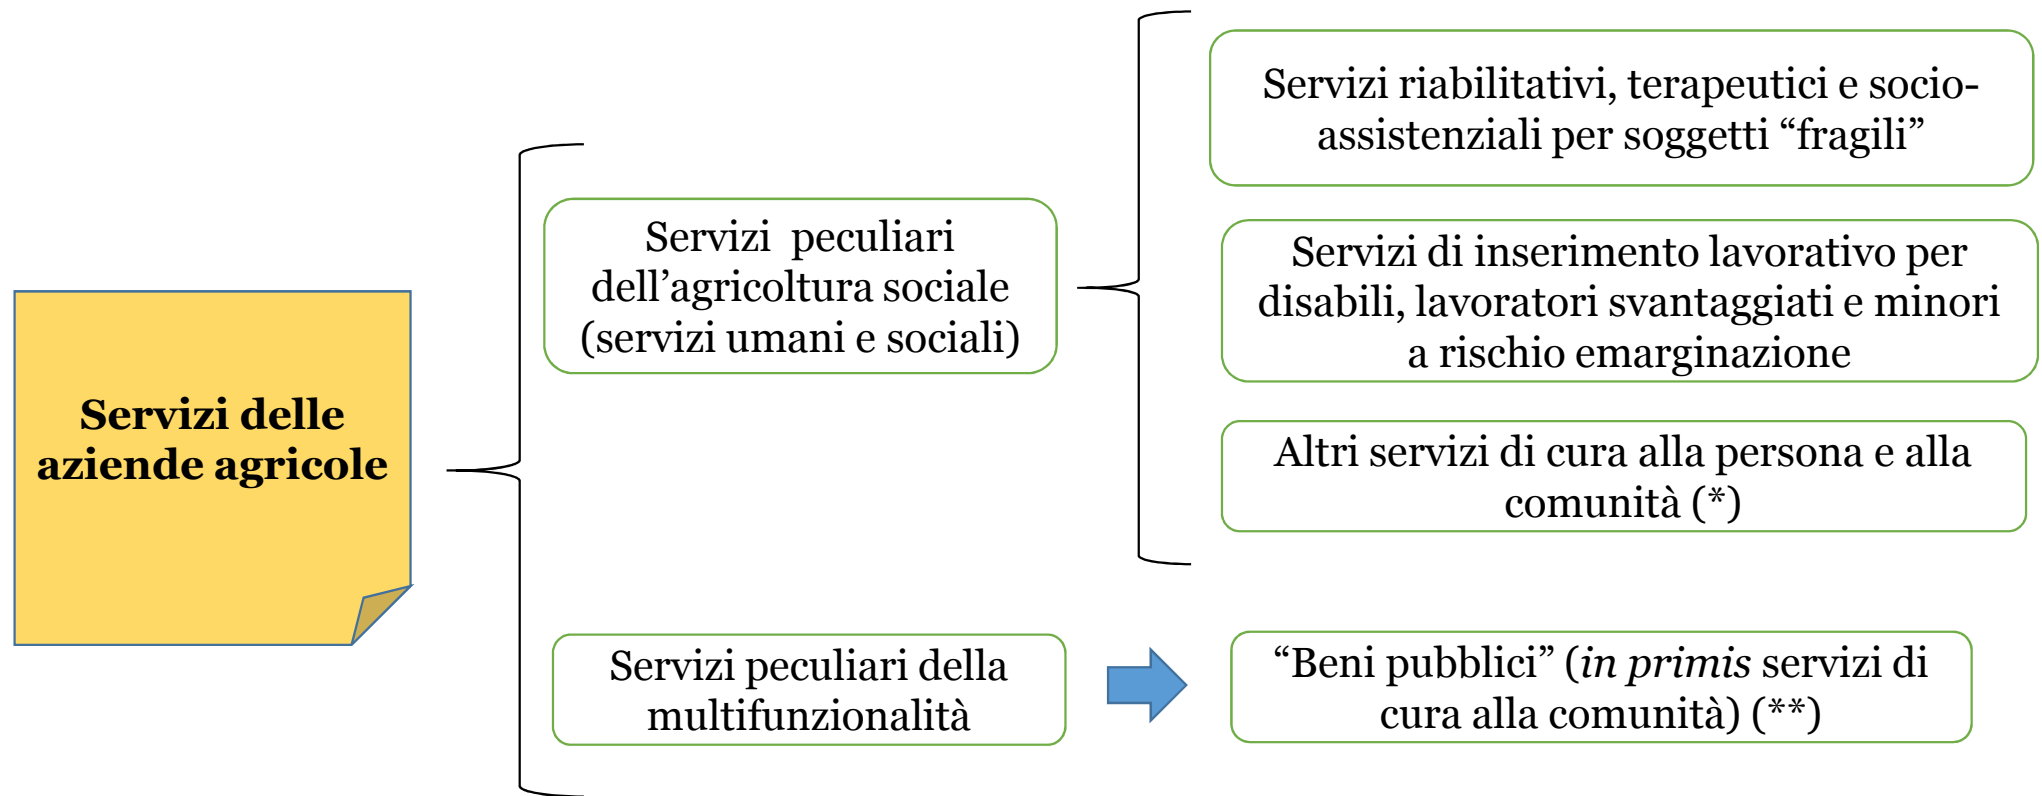 Servizi delle
aziende agricole
Servizi  peculiari
dell’agricoltura sociale
(servizi umani e sociali)
Servizi riabilitativi, terapeutici e socio-
assistenziali per soggetti “fragili”
Servizi di inserimento lavorativo per
disabili, lavoratori svantaggiati e minori
a rischio emarginazione
Altri servizi di cura alla persona e alla
comunità (*)
Servizi peculiari della
multifunzionalità
“Beni pubblici” (in primis servizi di
cura alla comunità) (**)